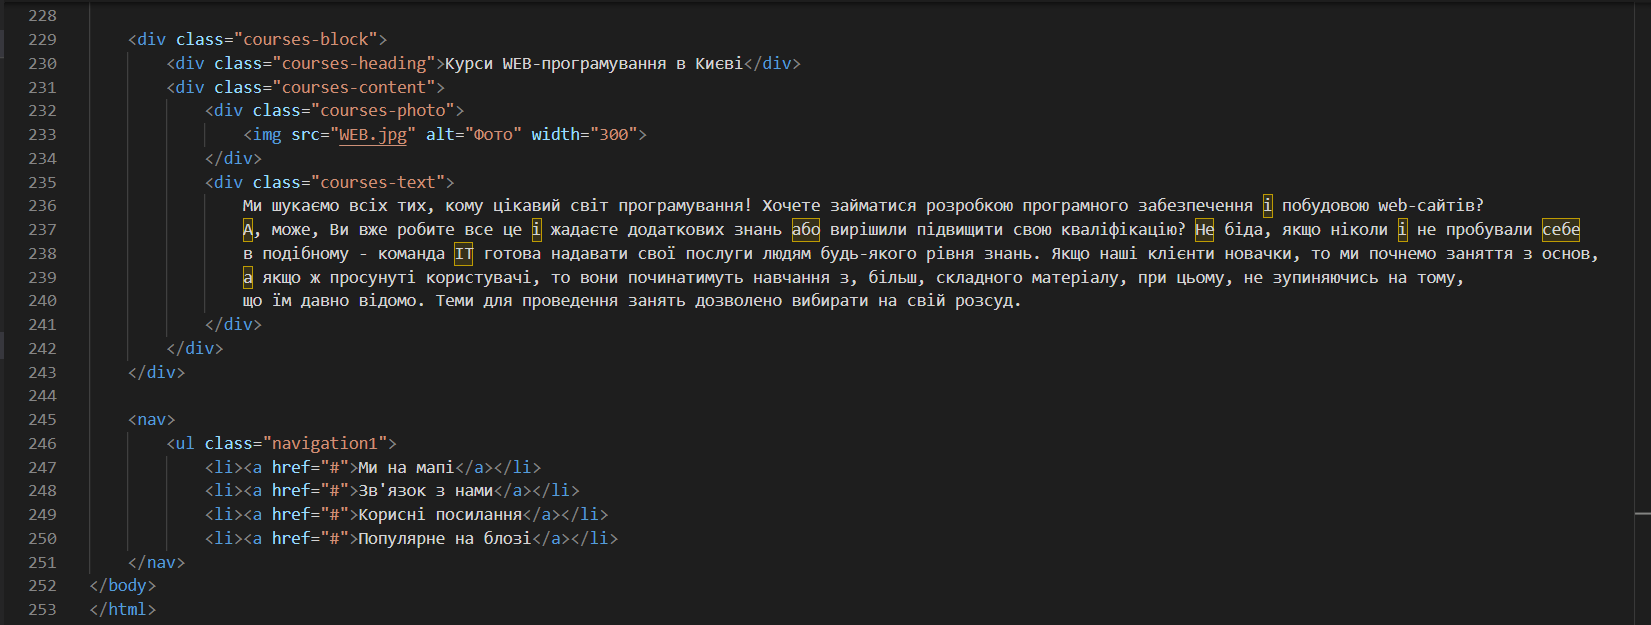 228
229 <div class="courses-block">
230 <div class="courses-heading">Курси WEB-програмування в Києві</div>
231 <div class="courses-content">
232 <div class="courses-photo">
233 <img src="WEB.jpg" alt="Фото" width="300">
234 </div>
235 <div class="courses-text">
236 Ми шукаємо всіх тих, кому цікавий світ програмування! Хочете займатися розробкою програмного забезпечення і побудовою web-сайтів?
237 А, може, Ви вже робите все це і жадаєте додаткових знань або вирішили підвищити свою кваліфікацію? Не біда, якщо ніколи і не пробували себе
238 в подібному - команда ІТ готова надавати свої послуги людям будь-якого рівня знань. Якщо наші клієнти новачки, то ми почнемо заняття з основ,
239 а якщо ж просунуті користувачі, то вони починатимуть навчання з, більш, складного матеріалу, при цьому, не зупиняючись на тому,
240 що їм давно відомо. Теми для проведення занять дозволено вибирати на свій розсуд.
241 </div>
242 </div>
243 </div>
244
245 <nav>
246 <ul class="navigation1">
247 <li><a href="#">Ми на мапі</a></li>
248 <li><a href="#">Зв'язок з нами</a></li>
249 <li><a href="#">Корисні посилання</a></li>
250 <li><a href="#">Популярне на блозі</a></li>
251 </nav>
252 </body>
253 </html>